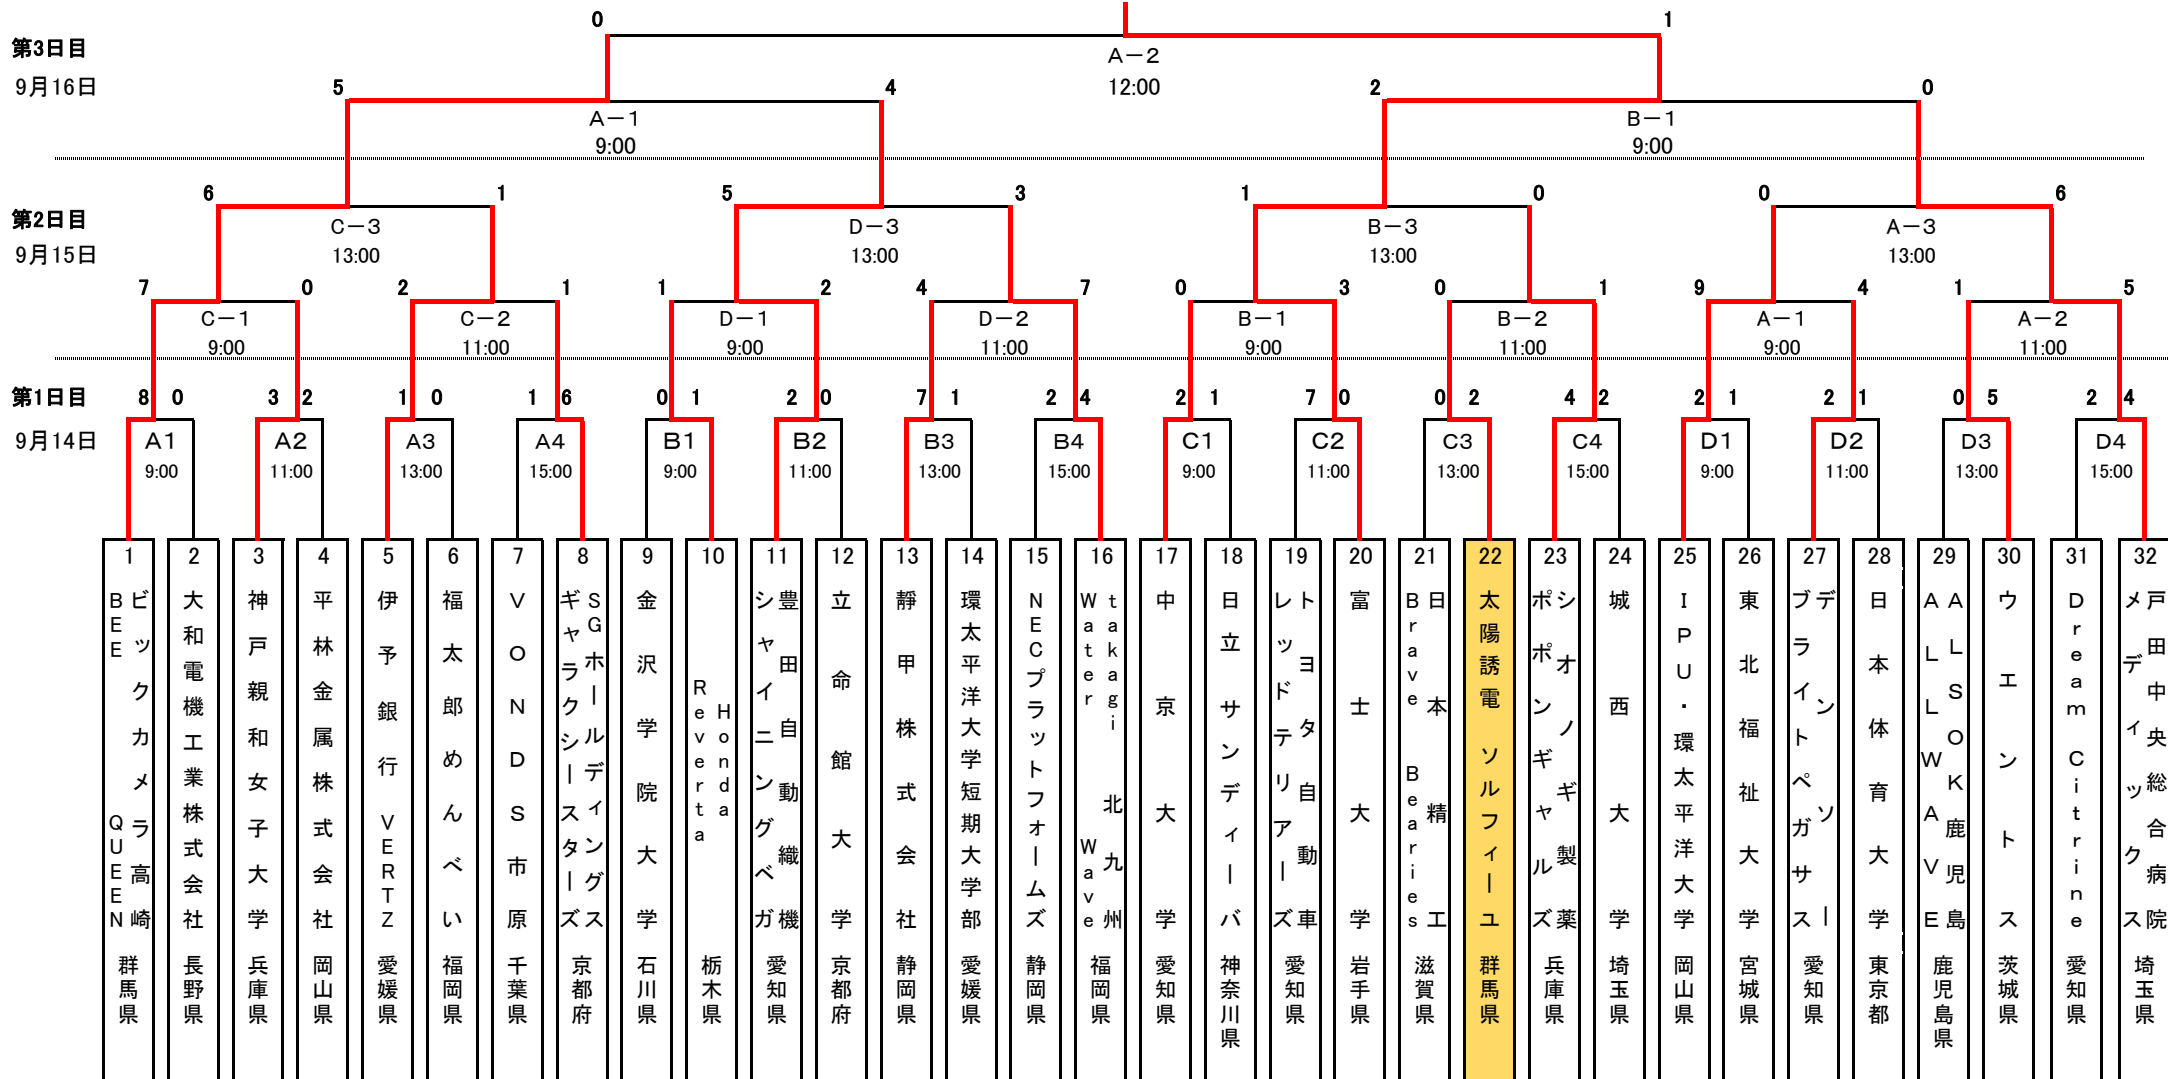 0 1
第3日目
A－2
9月16日 5 4 12:00 2 0
A－1 B－1
9:00 9:00
6 1 5 3 1 0 0 6
第2日目
C－3 D－3 B－3 A－3
9月15日 13:00 13:00 13:00 13:00
7 0 2 1 1 2 4 7 0 3 0 1 9 4 1 5
C－1 C－2 D－1 D－2 B－1 B－2 A－1 A－2
9:00 11:00 9:00 11:00 9:00 11:00 9:00 11:00
第1日目 8 0 3 2 1 0 1 6 0 1 2 0 7 1 2 4 2 1 7 0 0 2 4 2 2 1 2 1 0 5 2 4
9月14日 A1 A2 A3 A4 B1 B2 B3 B4 C1 C2 C3 C4 D1 D2 D3 D4
9:00 11:00 13:00 15:00 9:00 11:00 13:00 15:00 9:00 11:00 13:00 15:00 9:00 11:00 13:00 15:00
1 ビックカメラ高崎 BEE QUEEN 群馬県
2 大和電機工業株式会社 長野県
3 神戸親和女子大学 兵庫県
4 平林金属株式会社 岡山県
5 伊予銀行 VERTZ 愛媛県
6 福太郎めんべい 福岡県
7 VONDS市原 千葉県
8 SGホールディングス ギャラクシースターズ 京都府
9 金沢学院大学 石川県
10 Honda Reverta 栃木県
11 豊田自動織機 シャイニングベガ 愛知県
12 立命館大学 京都府
13 靜甲株式会社 静岡県
14 環太平洋大学短期大学部 愛媛県
15 NECプラットフォームズ 静岡県
16 takagi 北九州 Water Wave 福岡県
17 中京大学 愛知県
18 日立 サンディーバ 神奈川県
19 トヨタ自動車 レッドテリアーズ 愛知県
20 富士大学 岩手県
21 日本精工 Brave Bearies 滋賀県
22 太陽誘電 ソルフィーユ 群馬県
23 シオノギ製薬 ポポンギャルズ 兵庫県
24 城西大学 埼玉県
25 IPU・環太平洋大学 岡山県
26 東北福祉大学 宮城県
27 デンソー ブライトペガサス 愛知県
28 日本体育大学 東京都
29 ALSOK鹿児島 ALLWAVE 鹿児島県
30 ウエントス 茨城県
31 Dream Citrine 愛知県
32 戸田中央総合病院 メディックス 埼玉県